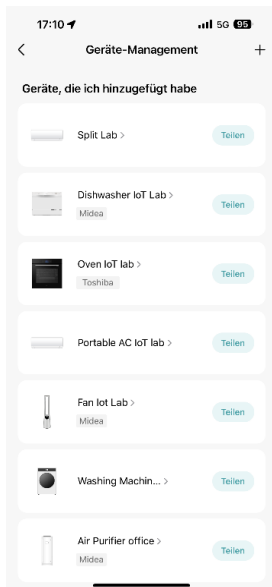 17:10 5G 95
Geräte-Management
Geräte, die ich hinzugefügt habe
Split Lab
Teilen
Dishwasher IoT Lab
Midea
Teilen
Oven IoT lab
Toshiba
Teilen
Portable AC IoT lab
Teilen
Fan Iot Lab
Midea
Teilen
Washing Machin...
Teilen
Air Purifier office
Midea
Teilen